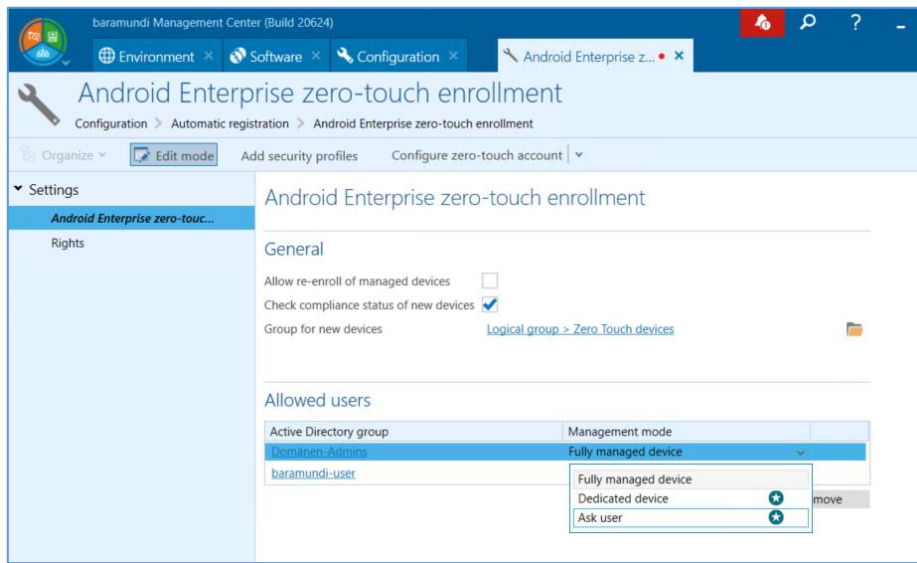 baramundi Management Center (Build 20624)
?
Environment Software Configuration Android Enterprise z...
Android Enterprise zero-touch enrollment
Configuration > Automatic registration > Android Enterprise zero-touch enrollment
Organize Edit mode Add security profiles Configure zero-touch account
Settings
Android Enterprise zero-touc...
Rights
Android Enterprise zero-touch enrollment
General
Allow re-enroll of managed devices
Check compliance status of new devices
Group for new devices Logical group > Zero Touch devices
Allowed users
Active Directory group Management mode
Domänen-Admins Fully managed device
baramundi-user
Fully managed device
Dedicated device move
Ask user